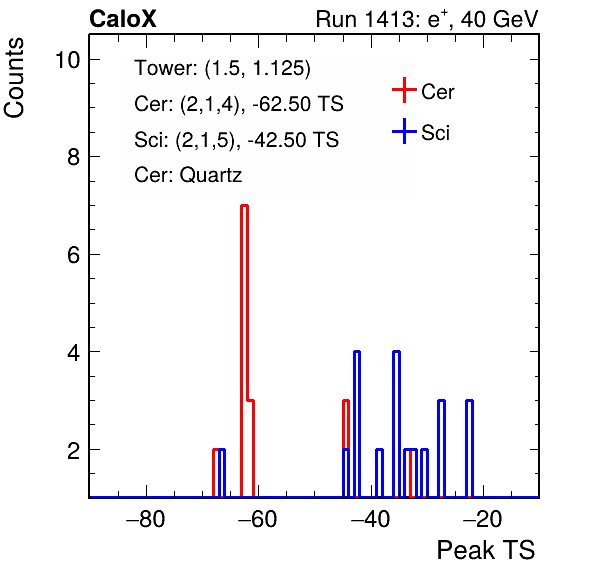 CaloX Run 1413: e⁺, 40 GeV
Counts
Tower: (1.5, 1.125)
Cer: (2,1,4), -62.50 TS
Sci: (2,1,5), -42.50 TS
Cer: Quartz
Cer
Sci
10
8
6
4
2
−80 −60 −40 −20
Peak TS